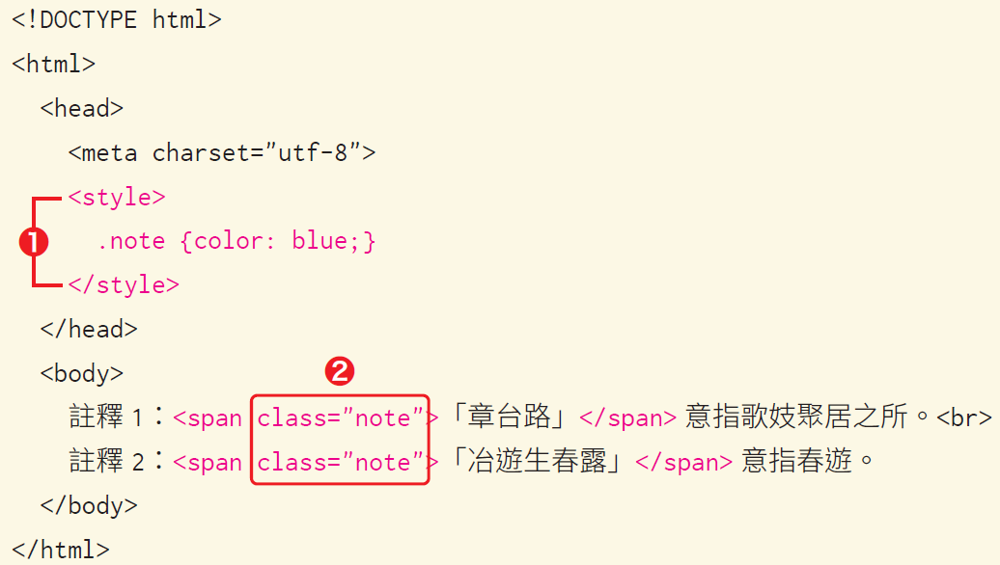 <!DOCTYPE html>
<html>
<head>
<meta charset="utf-8">
<style>
❶
.note {color: blue;}
</style>
</head>
<body>
❷
註釋 1：<span class="note">「章台路」</span> 意指歌妓聚居之所。<br>
註釋 2：<span class="note">「冶遊生春露」</span> 意指春遊。
</body>
</html>